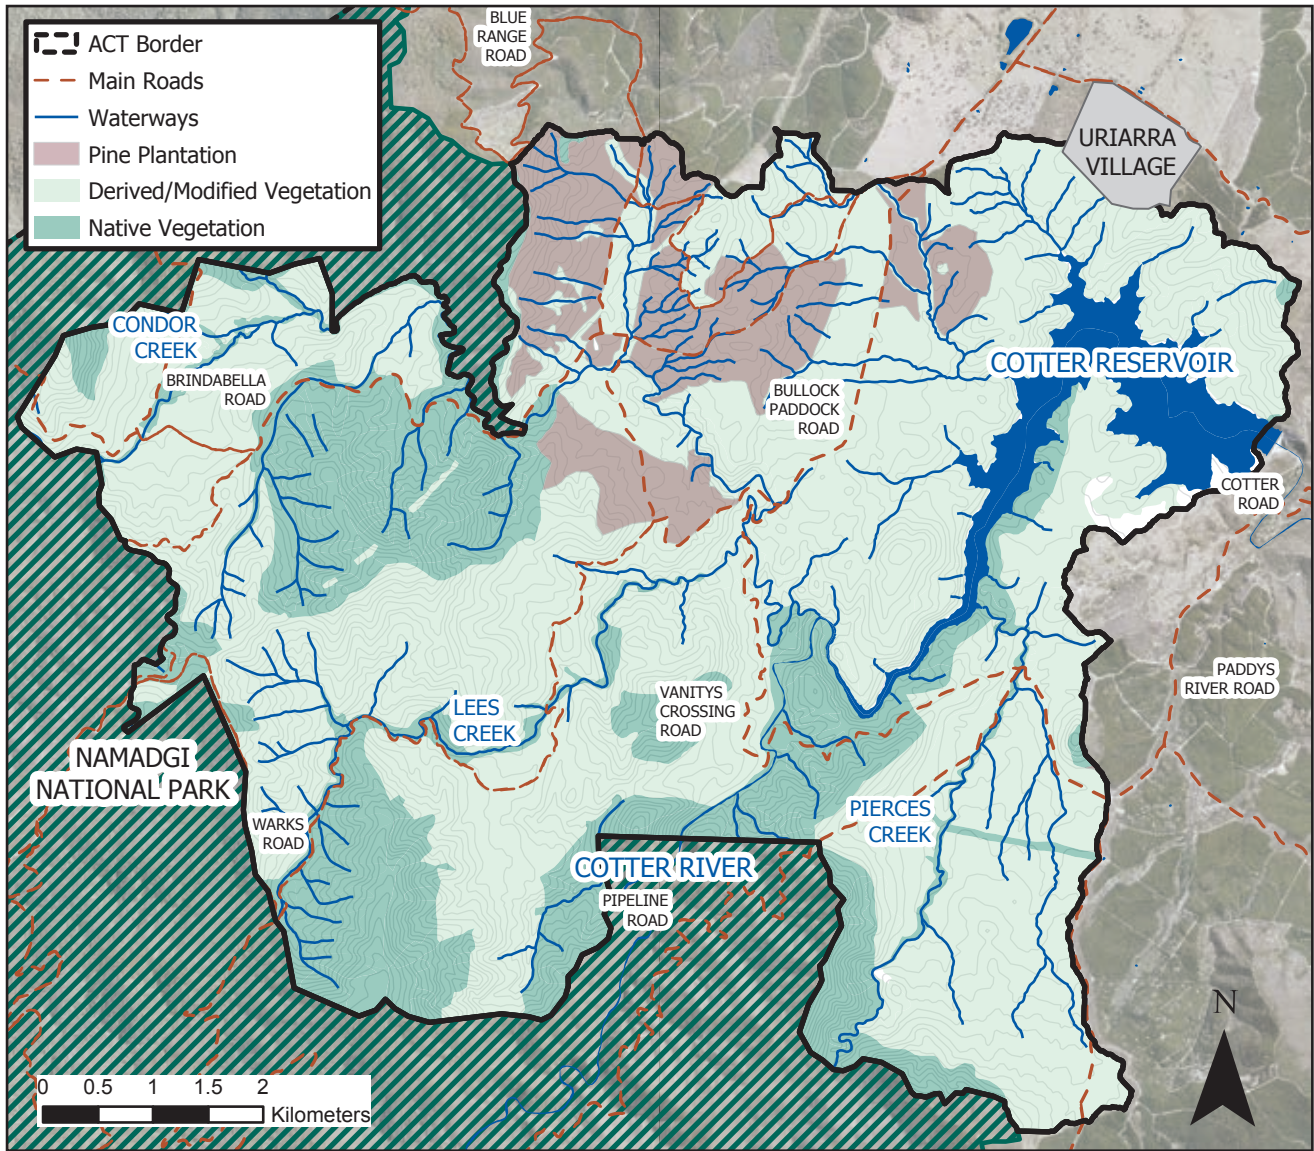 ACT Border
Main Roads
Waterways
Pine Plantation
Derived/Modified Vegetation
Native Vegetation
BLUE
RANGE
ROAD
URIARRA
VILLAGE
CONDOR
CREEK
BRINDABELLA
ROAD
COTTER RESERVOIR
BULLOCK
PADDOCK
ROAD
COTTER
ROAD
PADDYS
RIVER ROAD
LEES
CREEK
VANITYS
CROSSING
ROAD
NAMADGI
NATIONAL PARK
WARKS
ROAD
PIERCES
CREEK
COTTER RIVER
PIPELINE
ROAD
N
0 0.5 1 1.5 2
Kilometers